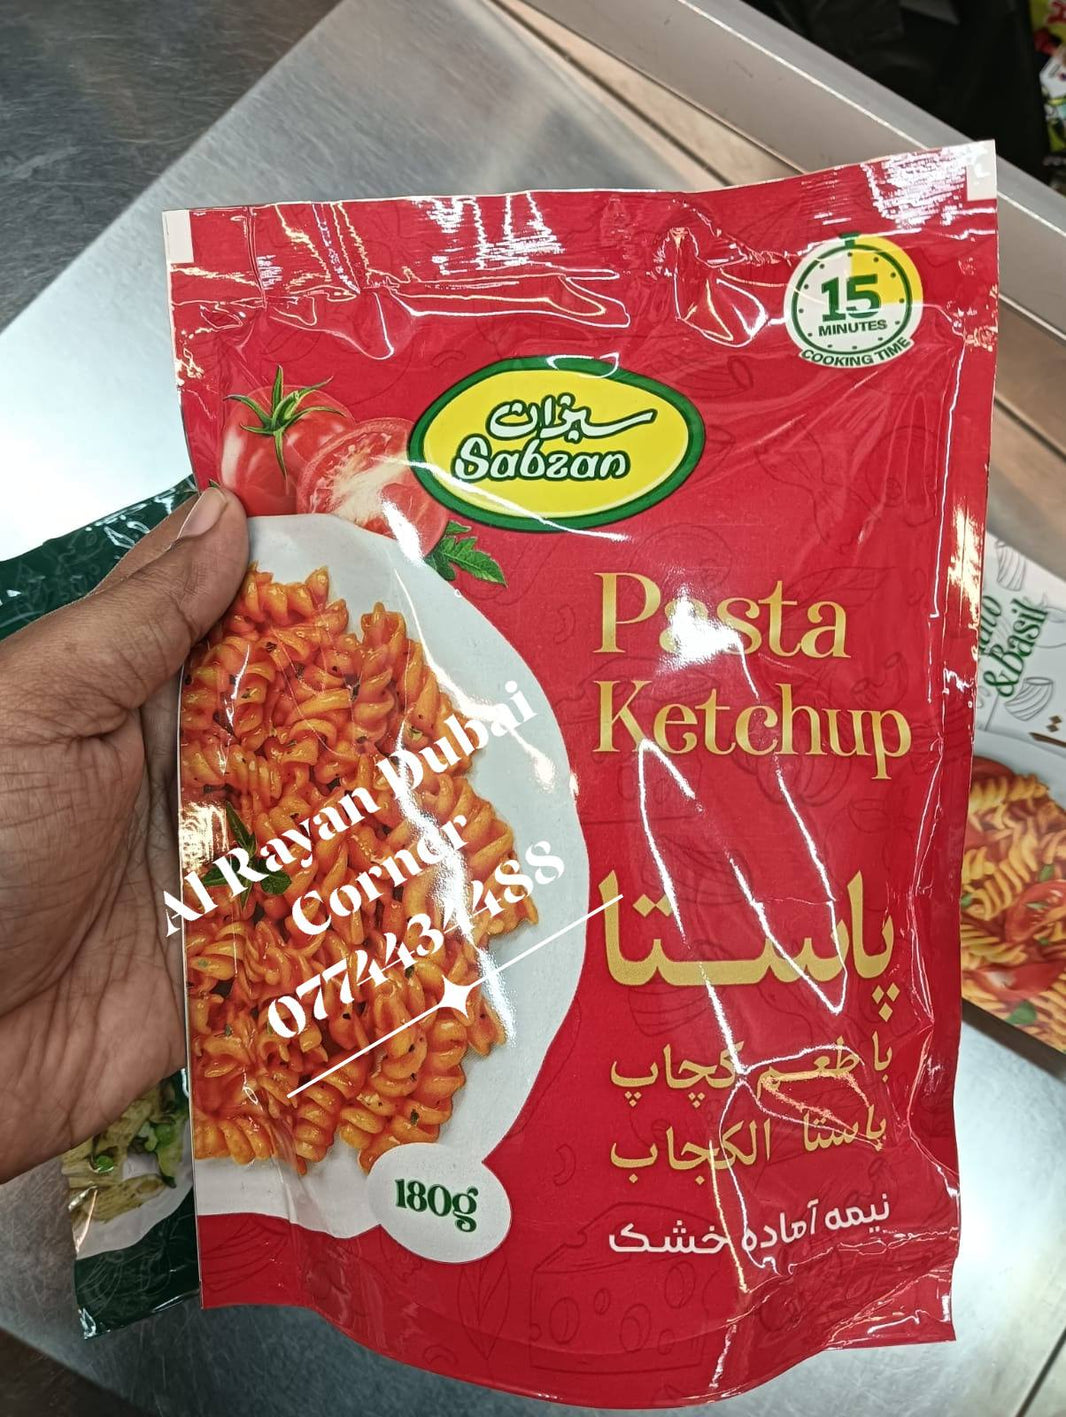 15
MINUTES
COOKING TIME
سبزان
Sabzan
Pasta
Ketchup
&Basil
Al Rayan Dubai
Corner
0774434488
پاستا
با طعم کچاپ
باستا الكجاب
نیمه آماده خشک
180g